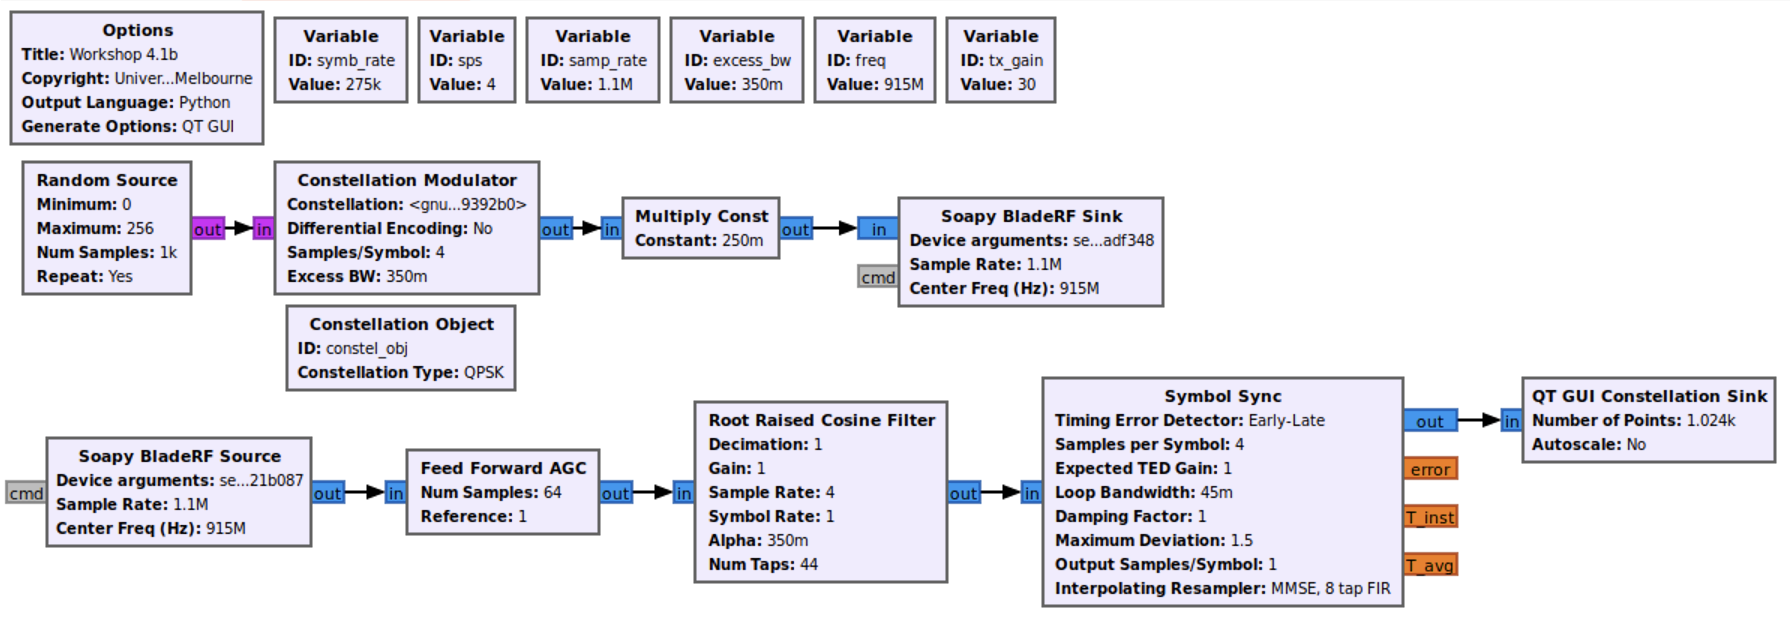 Options
Title: Workshop 4.1b
Copyright: Univer...Melbourne
Output Language: Python
Generate Options: QT GUI
Variable
ID: symb_rate
Value: 275k
Variable
ID: sps
Value: 4
Variable
ID: samp_rate
Value: 1.1M
Variable
ID: excess_bw
Value: 350m
Variable
ID: freq
Value: 915M
Variable
ID: tx_gain
Value: 30
Random Source
Minimum: 0
Maximum: 256
Num Samples: 1k
Repeat: Yes
out
in
Constellation Modulator
Constellation: <gnu...9392b0>
Differential Encoding: No
Samples/Symbol: 4
Excess BW: 350m
out
in
Multiply Const
Constant: 250m
out
in
cmd
Soapy BladeRF Sink
Device arguments: se...adf348
Sample Rate: 1.1M
Center Freq (Hz): 915M
Constellation Object
ID: constel_obj
Constellation Type: QPSK
cmd
Soapy BladeRF Source
Device arguments: se...21b087
Sample Rate: 1.1M
Center Freq (Hz): 915M
out
in
Feed Forward AGC
Num Samples: 64
Reference: 1
out
in
Root Raised Cosine Filter
Decimation: 1
Gain: 1
Sample Rate: 4
Symbol Rate: 1
Alpha: 350m
Num Taps: 44
out
in
Symbol Sync
Timing Error Detector: Early-Late
Samples per Symbol: 4
Expected TED Gain: 1
Loop Bandwidth: 45m
Damping Factor: 1
Maximum Deviation: 1.5
Output Samples/Symbol: 1
Interpolating Resampler: MMSE, 8 tap FIR
out
error
T_inst
T_avg
in
QT GUI Constellation Sink
Number of Points: 1.024k
Autoscale: No